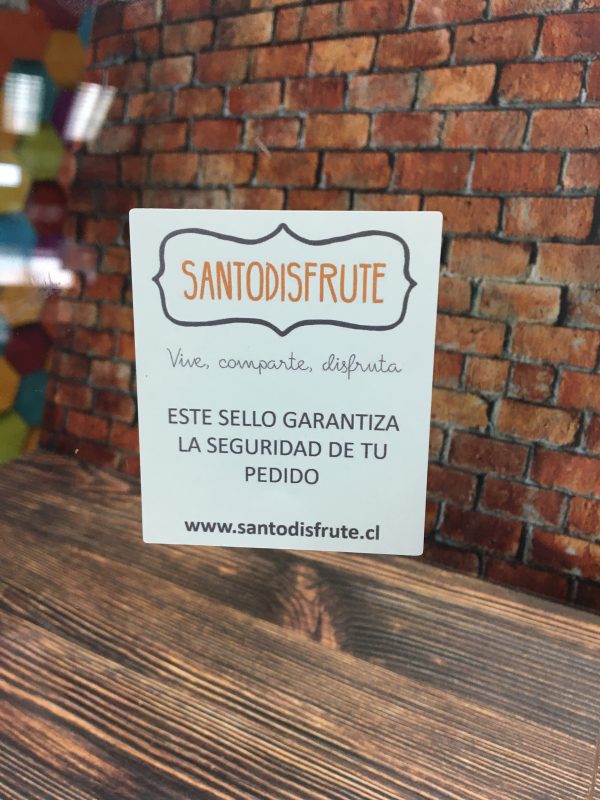 SANTODISFRUTE
Vive, comparte, disfruta
ESTE SELLO GARANTIZA
LA SEGURIDAD DE TU
PEDIDO
www.santodisfrute.cl